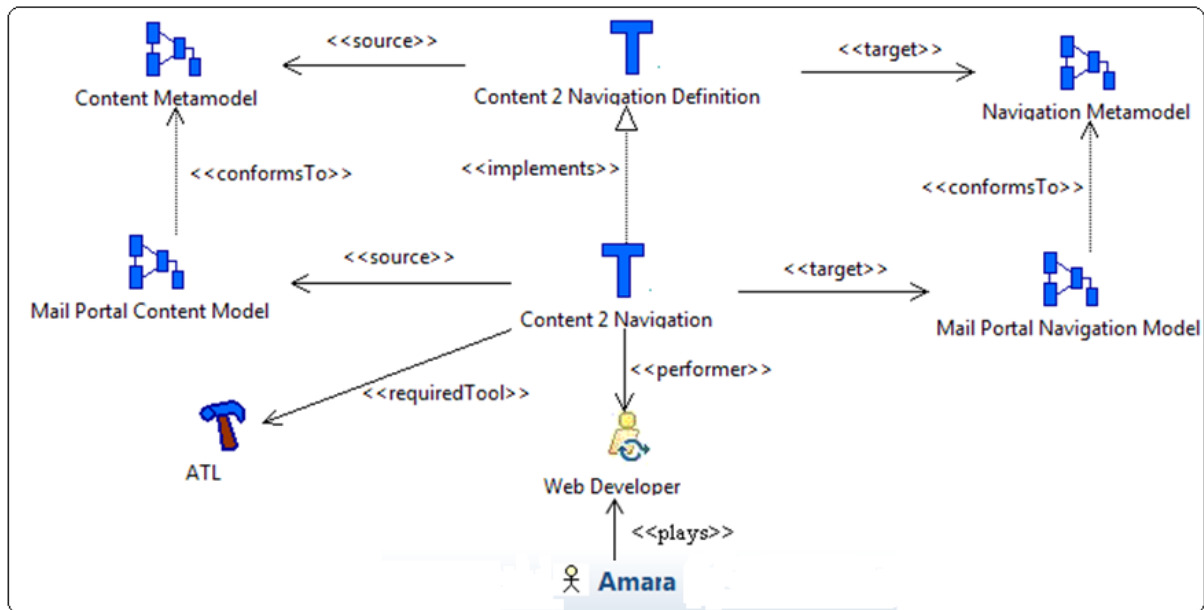 <<source>>
<<target>>
Content Metamodel
Content 2 Navigation Definition
Navigation Metamodel
<<conformsTo>>
<<implements>>
<<conformsTo>>
<<source>>
<<target>>
Mail Portal Content Model
Content 2 Navigation
Mail Portal Navigation Model
<<requiredTool>>
<<performer>>
ATL
Web Developer
<<plays>>
Amara